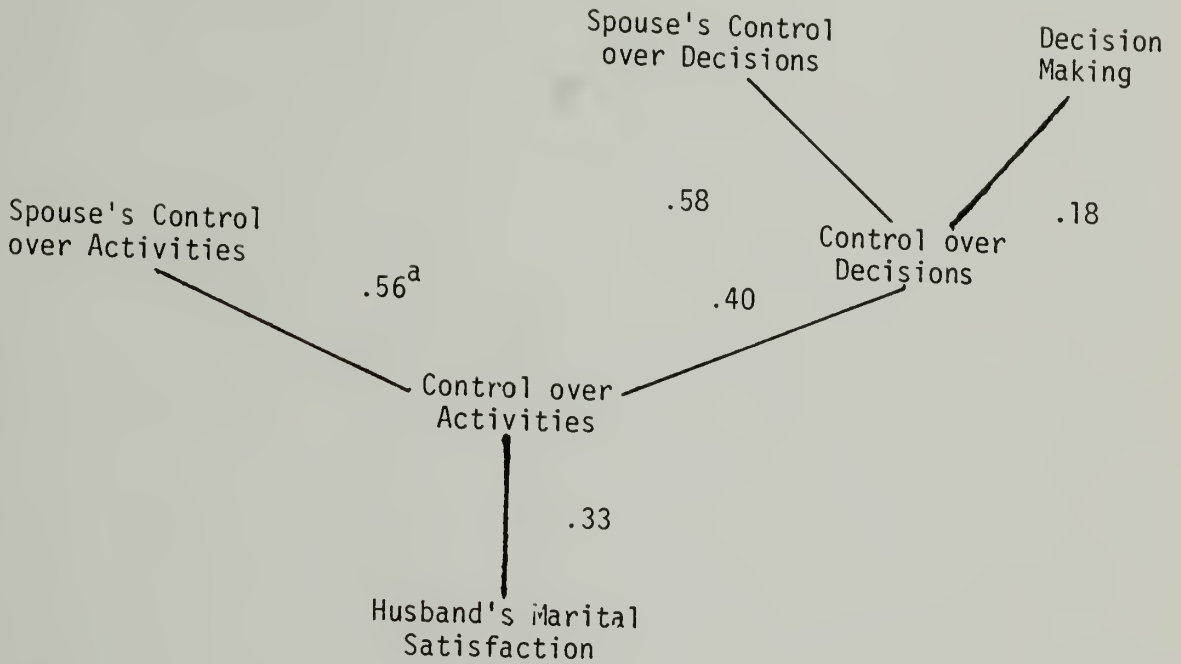 Spouse's Control
over Decisions
Decision
Making
.58
.18
Spouse's Control
over Activities
Control over
Decisions
.56a
.40
Control over
Activities
.33
Husband's Marital
Satisfaction